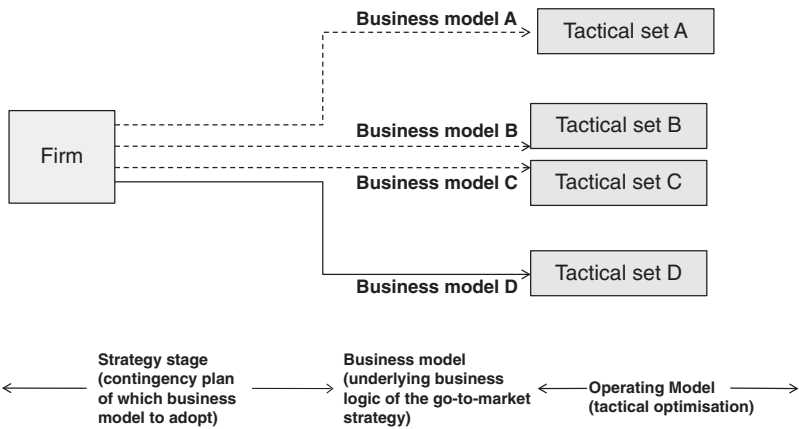 Business model A
Tactical set A
Firm
Business model B
Tactical set B
Business model C
Tactical set C
Business model D
Tactical set D
Strategy stage
(contingency plan
of which business
model to adopt)
Business model
(underlying business
logic of the go-to-market
strategy)
Operating Model
(tactical optimisation)